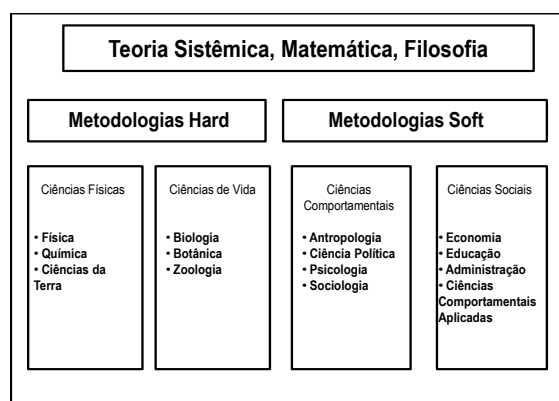 Teoria Sistêmica, Matemática, Filosofia
Metodologias Hard
Metodologias Soft
Ciências Físicas
• Física
• Química
• Ciências da
Terra
Ciências de Vida
• Biologia
• Botânica
• Zoologia
Ciências
Comportamentais
• Antropologia
• Ciência Política
• Psicologia
• Sociologia
Ciências Sociais
• Economia
• Educação
• Administração
• Ciências
Comportamentais
Aplicadas